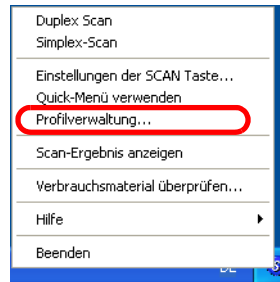 Duplex Scan
Simplex-Scan
Einstellungen der SCAN Taste...
Quick-Menü verwenden
Profilverwaltung...
Scan-Ergebnis anzeigen
Verbrauchsmaterial überprüfen...
Hilfe
Beenden
DE S